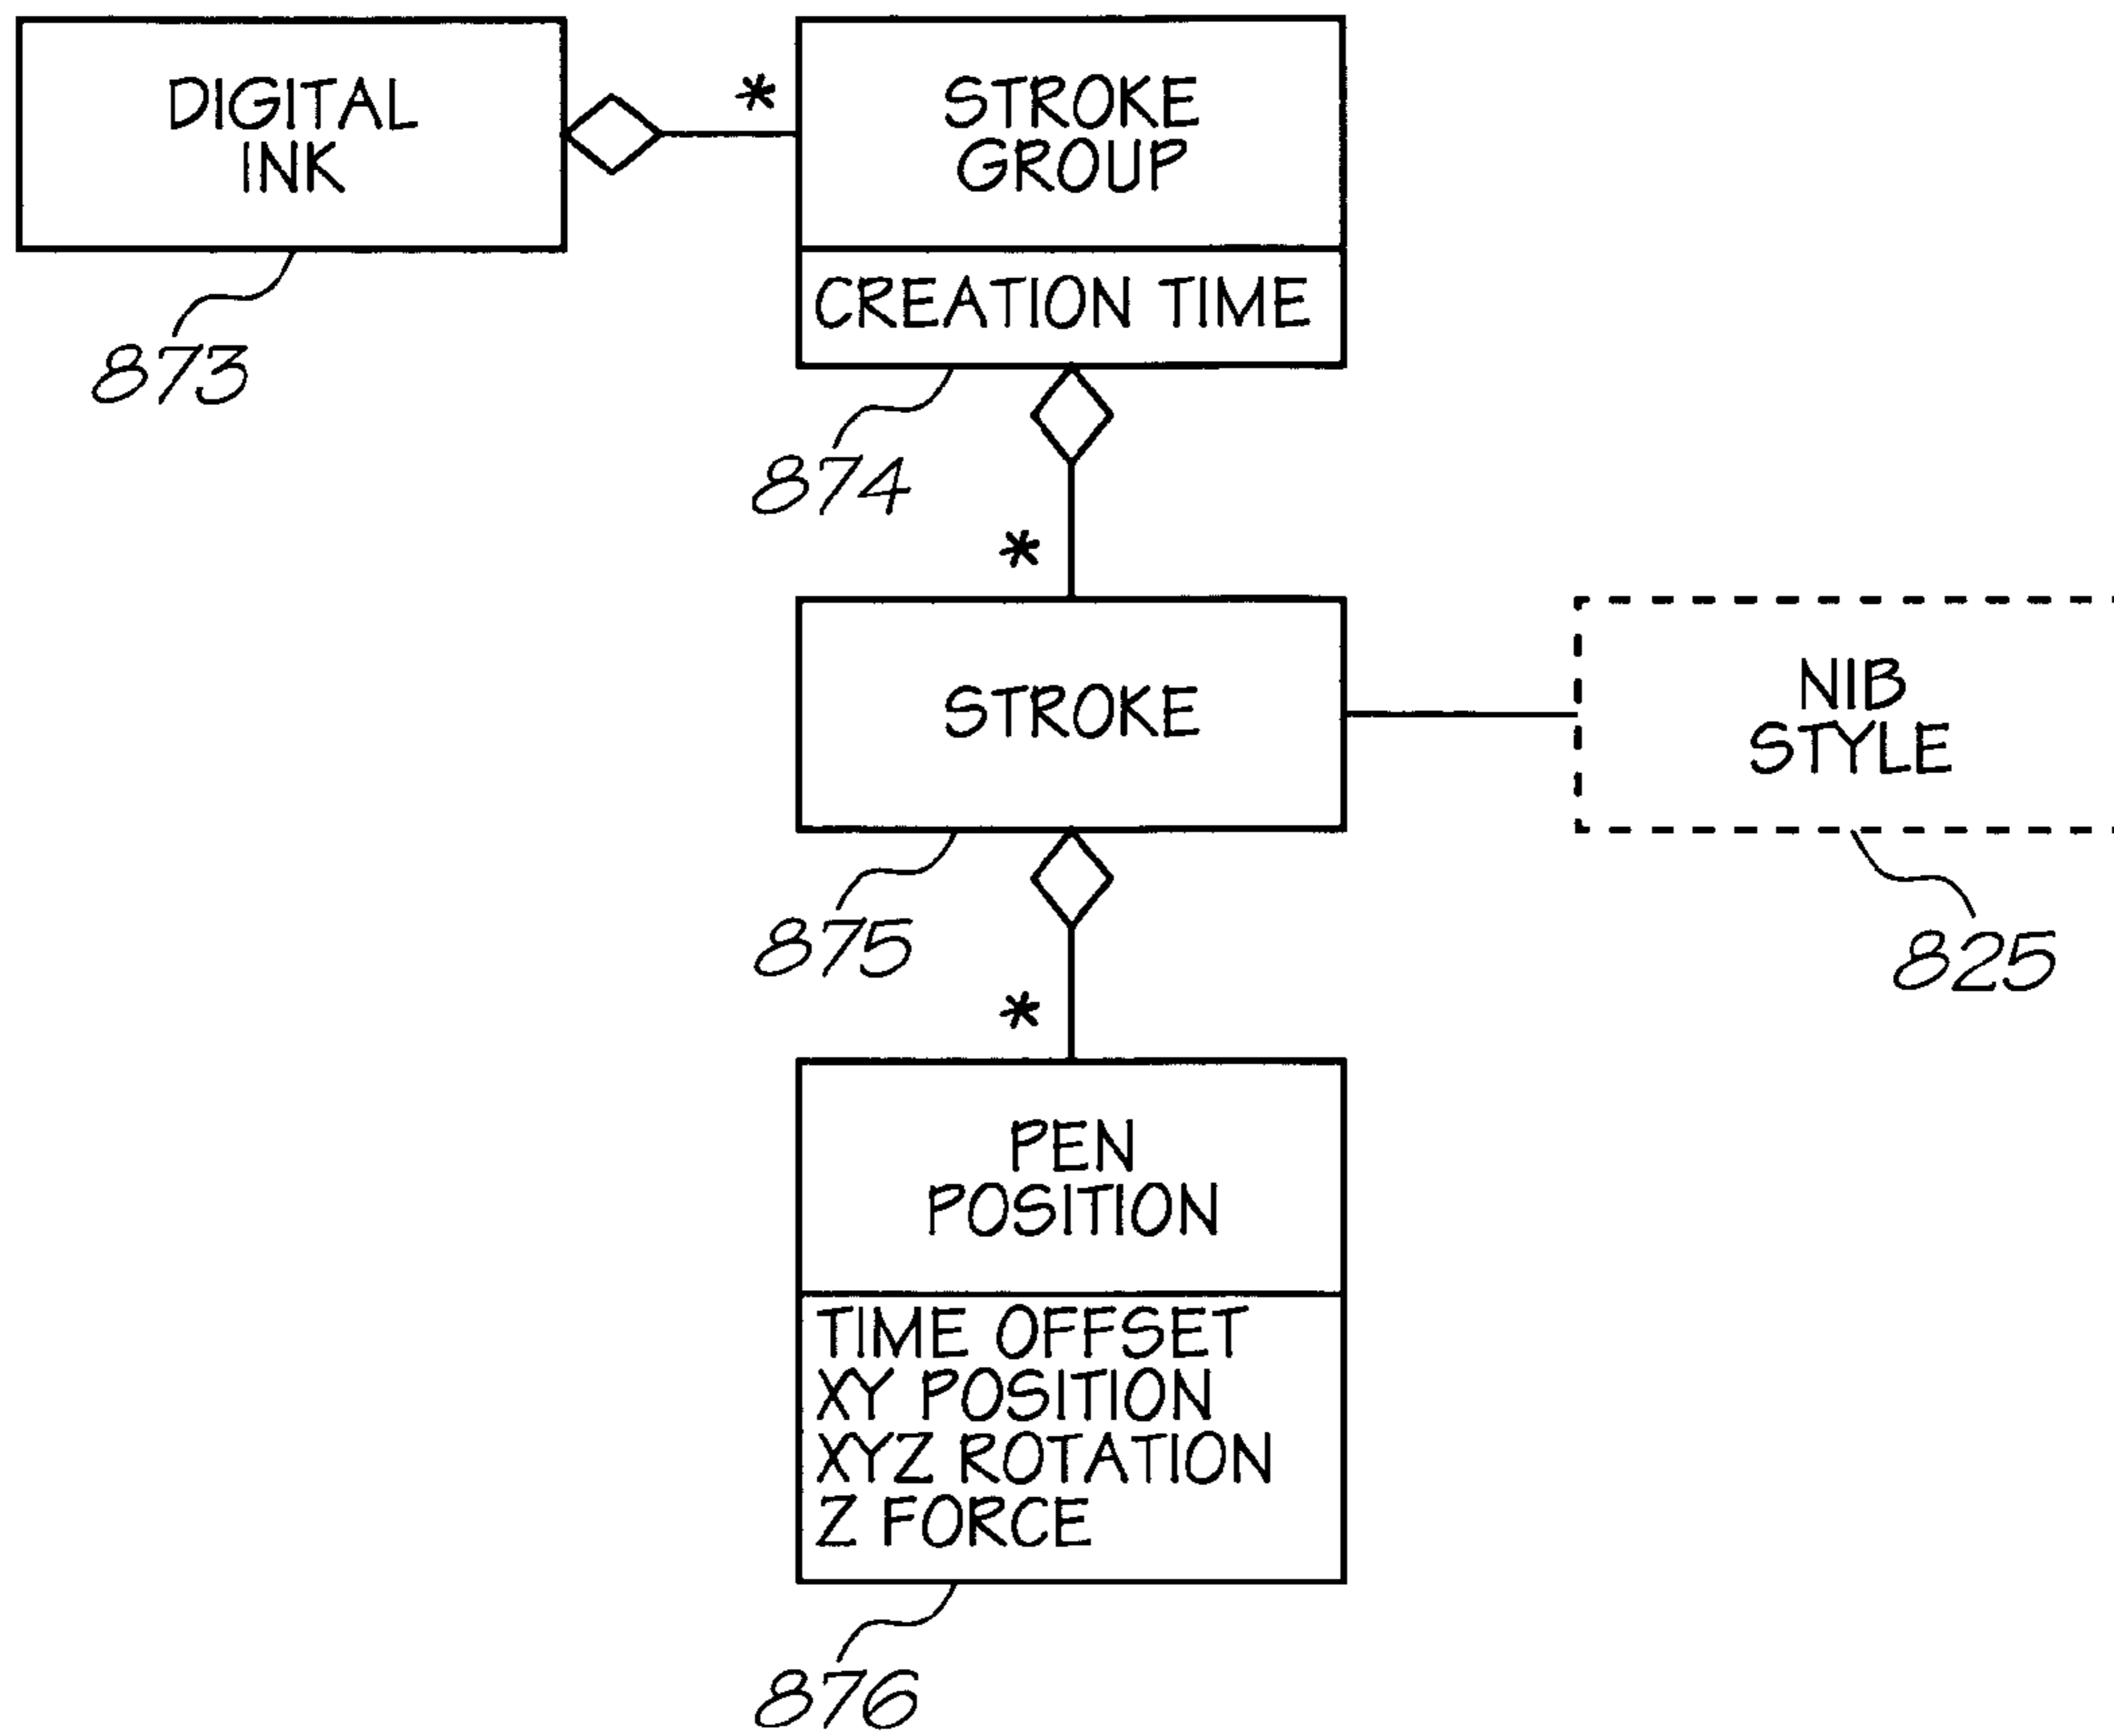 DIGITAL
INK
873
*
STROKE
GROUP
CREATION TIME
874
*
STROKE
875
NIB
STYLE
825
*
PEN
POSITION
TIME OFFSET
XY POSITION
XYZ ROTATION
Z FORCE
876